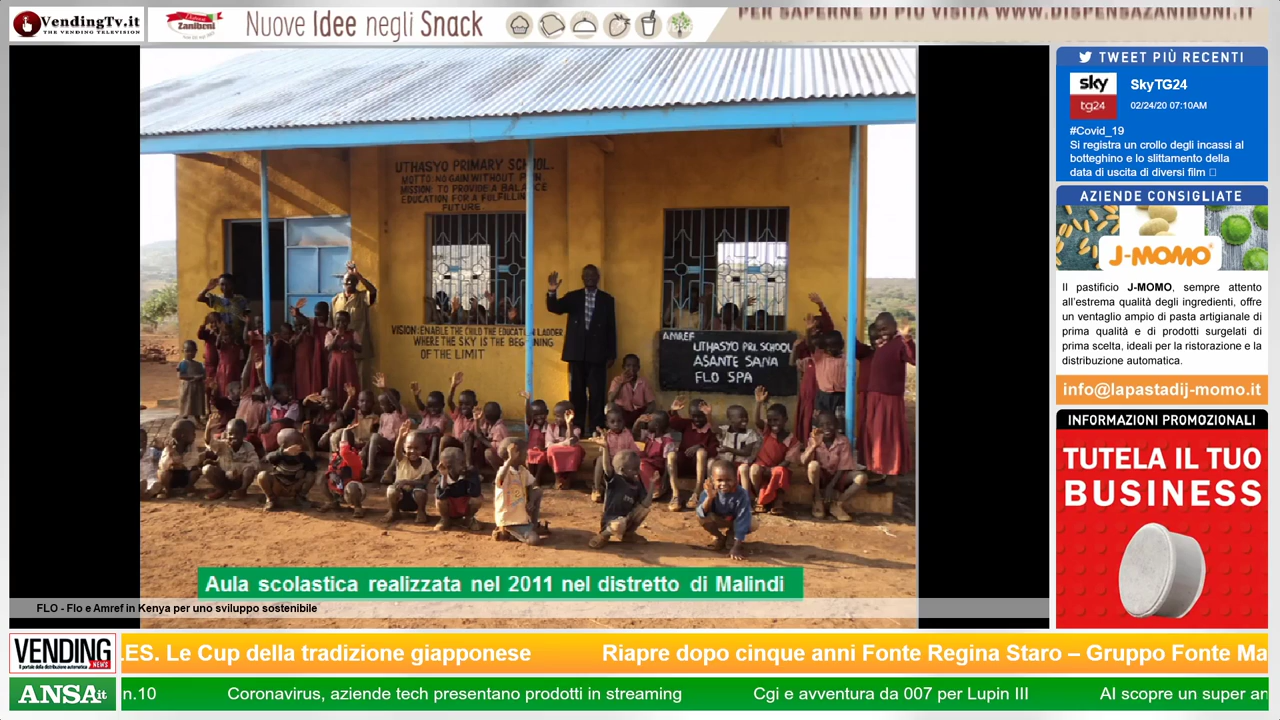 VendingTv.it
THE VENDING TELEVISION
Zaniboni
Nuove Idee negli Snack
PER SAPERNE DI PIÙ VISITA WWW.DISPENSAZANIBONI.IT
UTHASYO PRIMARY SCHOOL.
MOTTO: NO GAIN WITHOUT PAIN
MISSION: TO PROVIDE A BALANCE
EDUCATION FOR A FULFILLING
FUTURE.
VISION: ENABLE THE CHILD THE EDUCATION LADDER
WHERE THE SKY IS THE BEGINNING
OF THE LIMIT
AMREF
UTHASYO PRI. SCHOOL
ASANTE SANA
FLO SPA
Aula scolastica realizzata nel 2011 nel distretto di Malindi
FLO - Flo e Amref in Kenya per uno sviluppo sostenibile
TWEET PIÙ RECENTI
sky
tg24
SkyTG24
02/24/20 07:10AM
#Covid_19
Si registra un crollo degli incassi al
botteghino e lo slittamento della
data di uscita di diversi film
AZIENDE CONSIGLIATE
J-MOMO
Il pastificio J-MOMO, sempre attento
all'estrema qualità degli ingredienti, offre
un ventaglio ampio di pasta artigianale di
prima qualità e di prodotti surgelati di
prima scelta, ideali per la ristorazione e la
distribuzione automatica.
info@lapastadij-momo.it
INFORMAZIONI PROMOZIONALI
TUTELA IL TUO
BUSINESS
VENDING
NEWS
Il portale della distribuzione automatica
.ES. Le Cup della tradizione giapponese Riapre dopo cinque anni Fonte Regina Staro – Gruppo Fonte Ma
ANSA it
n.10 Coronavirus, aziende tech presentano prodotti in streaming Cgi e avventura da 007 per Lupin III AI scopre un super an